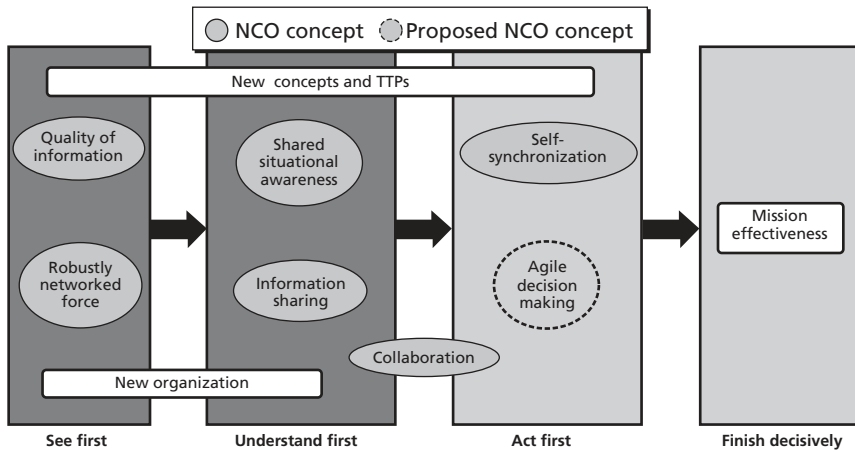 NCO concept
Proposed NCO concept
New concepts and TTPs
Quality of
information
Shared
situational
awareness
Self-
synchronization
Mission
effectiveness
Robustly
networked
force
Information
sharing
Agile
decision
making
Collaboration
New organization
See first
Understand first
Act first
Finish decisively